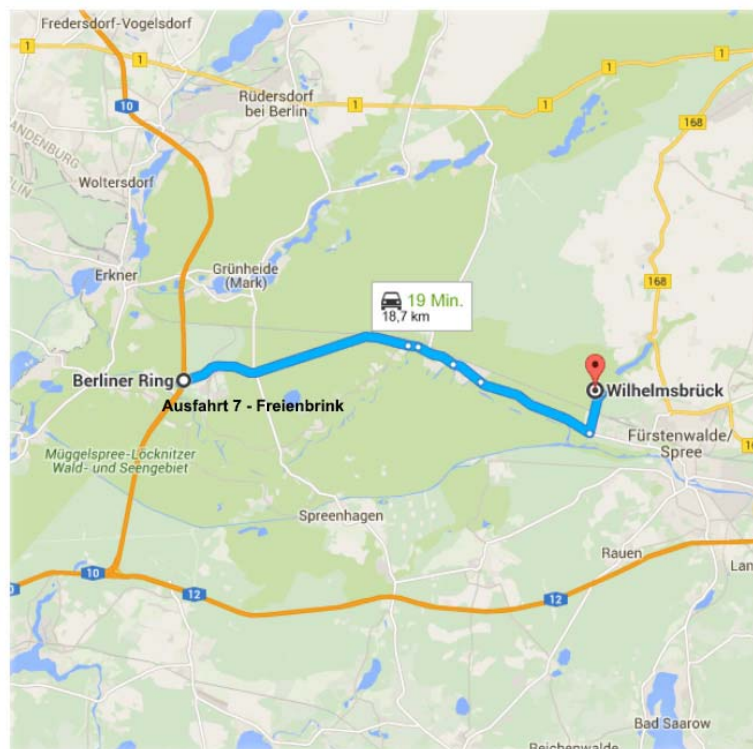 Fredersdorf-Vogelsdorf
1
1
1
1
1
10
168
Rüdersdorf
bei Berlin
Woltersdorf
Erkner
Grünheide
(Mark)
19 Min.
18,7 km
168
Berliner Ring
Wilhelmsbrück
Ausfahrt 7 - Freienbrink
Fürstenwalde/
Spree
Müggelspree-Löcknitzer
Wald- und Seengebiet
Spreenhagen
Rauen
10
12
12
Bad Saarow
Reichenwalde